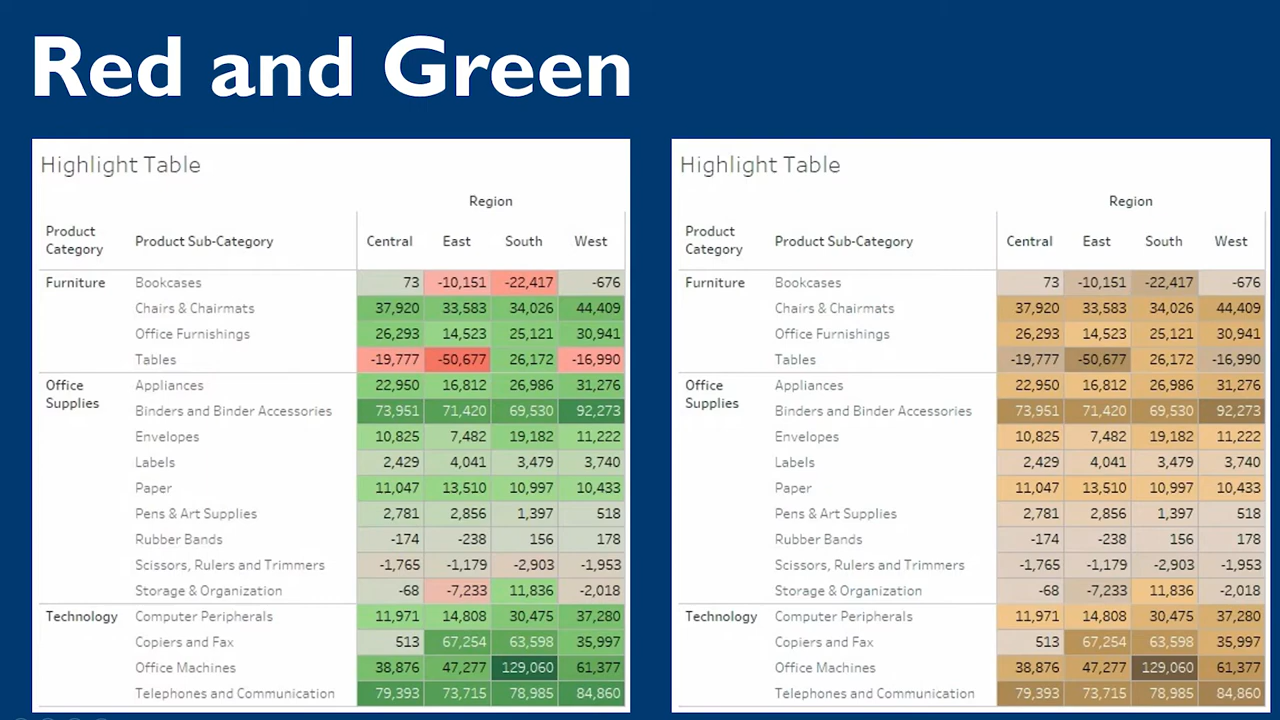 Red and Green
Highlight Table
Region
Product Category Product Sub-Category Central East South West
Furniture Bookcases 73 -10,151 -22,417 -676
Chairs & Chairmats 37,920 33,583 34,026 44,409
Office Furnishings 26,293 14,523 25,121 30,941
Tables -19,777 -50,677 26,172 -16,990
Office Supplies Appliances 22,950 16,812 26,986 31,276
Binders and Binder Accessories 73,951 71,420 69,530 92,273
Envelopes 10,825 7,482 19,182 11,222
Labels 2,429 4,041 3,479 3,740
Paper 11,047 13,510 10,997 10,433
Pens & Art Supplies 2,781 2,856 1,397 518
Rubber Bands -174 -238 156 178
Scissors, Rulers and Trimmers -1,765 -1,179 -2,903 -1,953
Storage & Organization -68 -7,233 11,836 -2,018
Technology Computer Peripherals 11,971 14,808 30,475 37,280
Copiers and Fax 513 67,254 63,598 35,997
Office Machines 38,876 47,277 129,060 61,377
Telephones and Communication 79,393 73,715 78,985 84,860
Highlight Table
Region
Product Category Product Sub-Category Central East South West
Furniture Bookcases 73 -10,151 -22,417 -676
Chairs & Chairmats 37,920 33,583 34,026 44,409
Office Furnishings 26,293 14,523 25,121 30,941
Tables -19,777 -50,677 26,172 -16,990
Office Supplies Appliances 22,950 16,812 26,986 31,276
Binders and Binder Accessories 73,951 71,420 69,530 92,273
Envelopes 10,825 7,482 19,182 11,222
Labels 2,429 4,041 3,479 3,740
Paper 11,047 13,510 10,997 10,433
Pens & Art Supplies 2,781 2,856 1,397 518
Rubber Bands -174 -238 156 178
Scissors, Rulers and Trimmers -1,765 -1,179 -2,903 -1,953
Storage & Organization -68 -7,233 11,836 -2,018
Technology Computer Peripherals 11,971 14,808 30,475 37,280
Copiers and Fax 513 67,254 63,598 35,997
Office Machines 38,876 47,277 129,060 61,377
Telephones and Communication 79,393 73,715 78,985 84,860